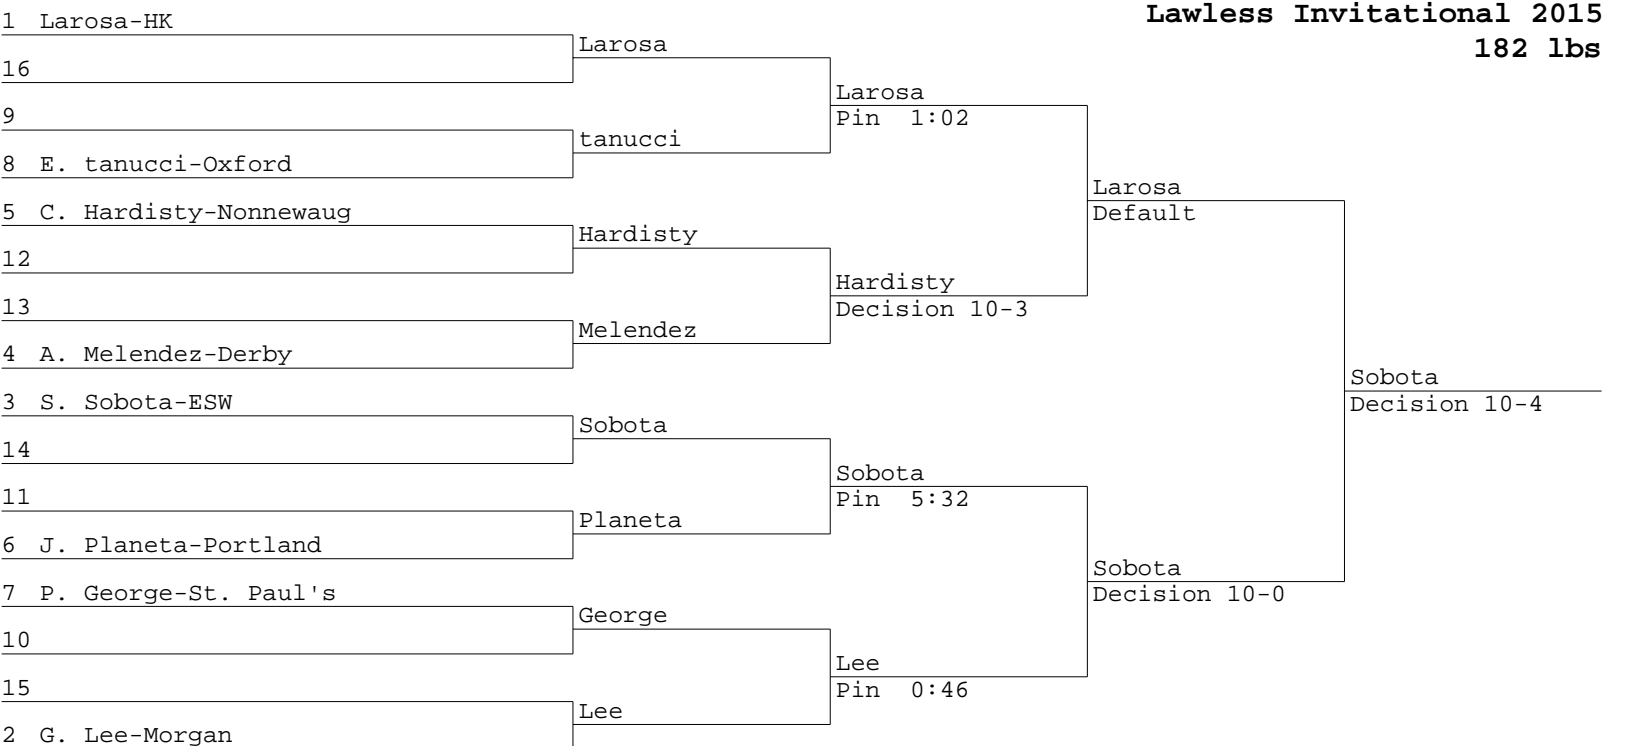 Lawless Invitational 2015
182 lbs
1 Larosa-HK
16
9
8 E. tanucci-Oxford
5 C. Hardisty-Nonnewaug
12
13
4 A. Melendez-Derby
3 S. Sobota-ESW
14
11
6 J. Planeta-Portland
7 P. George-St. Paul's
10
15
2 G. Lee-Morgan
Larosa
tanucci
Hardisty
Melendez
Sobota
Planeta
George
Lee
Larosa
Pin 1:02
Hardisty
Decision 10-3
Sobota
Pin 5:32
Lee
Pin 0:46
Larosa
Default
Sobota
Decision 10-0
Sobota
Decision 10-4